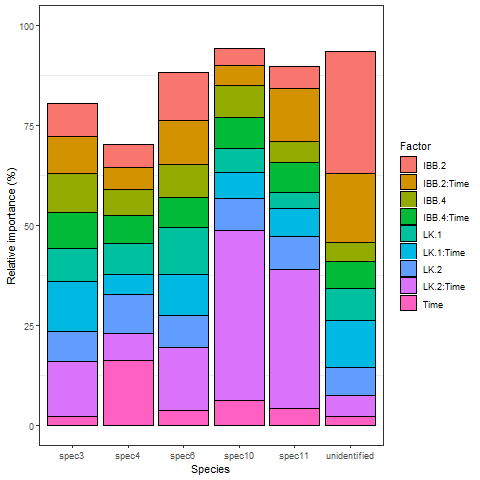 Relative importance (%)
100
75
50
25
0
spec3 spec4 spec6 spec10 spec11 unidentified
Species
Factor
IBB.2
IBB.2:Time
IBB.4
IBB.4:Time
LK.1
LK.1:Time
LK.2
LK.2:Time
Time